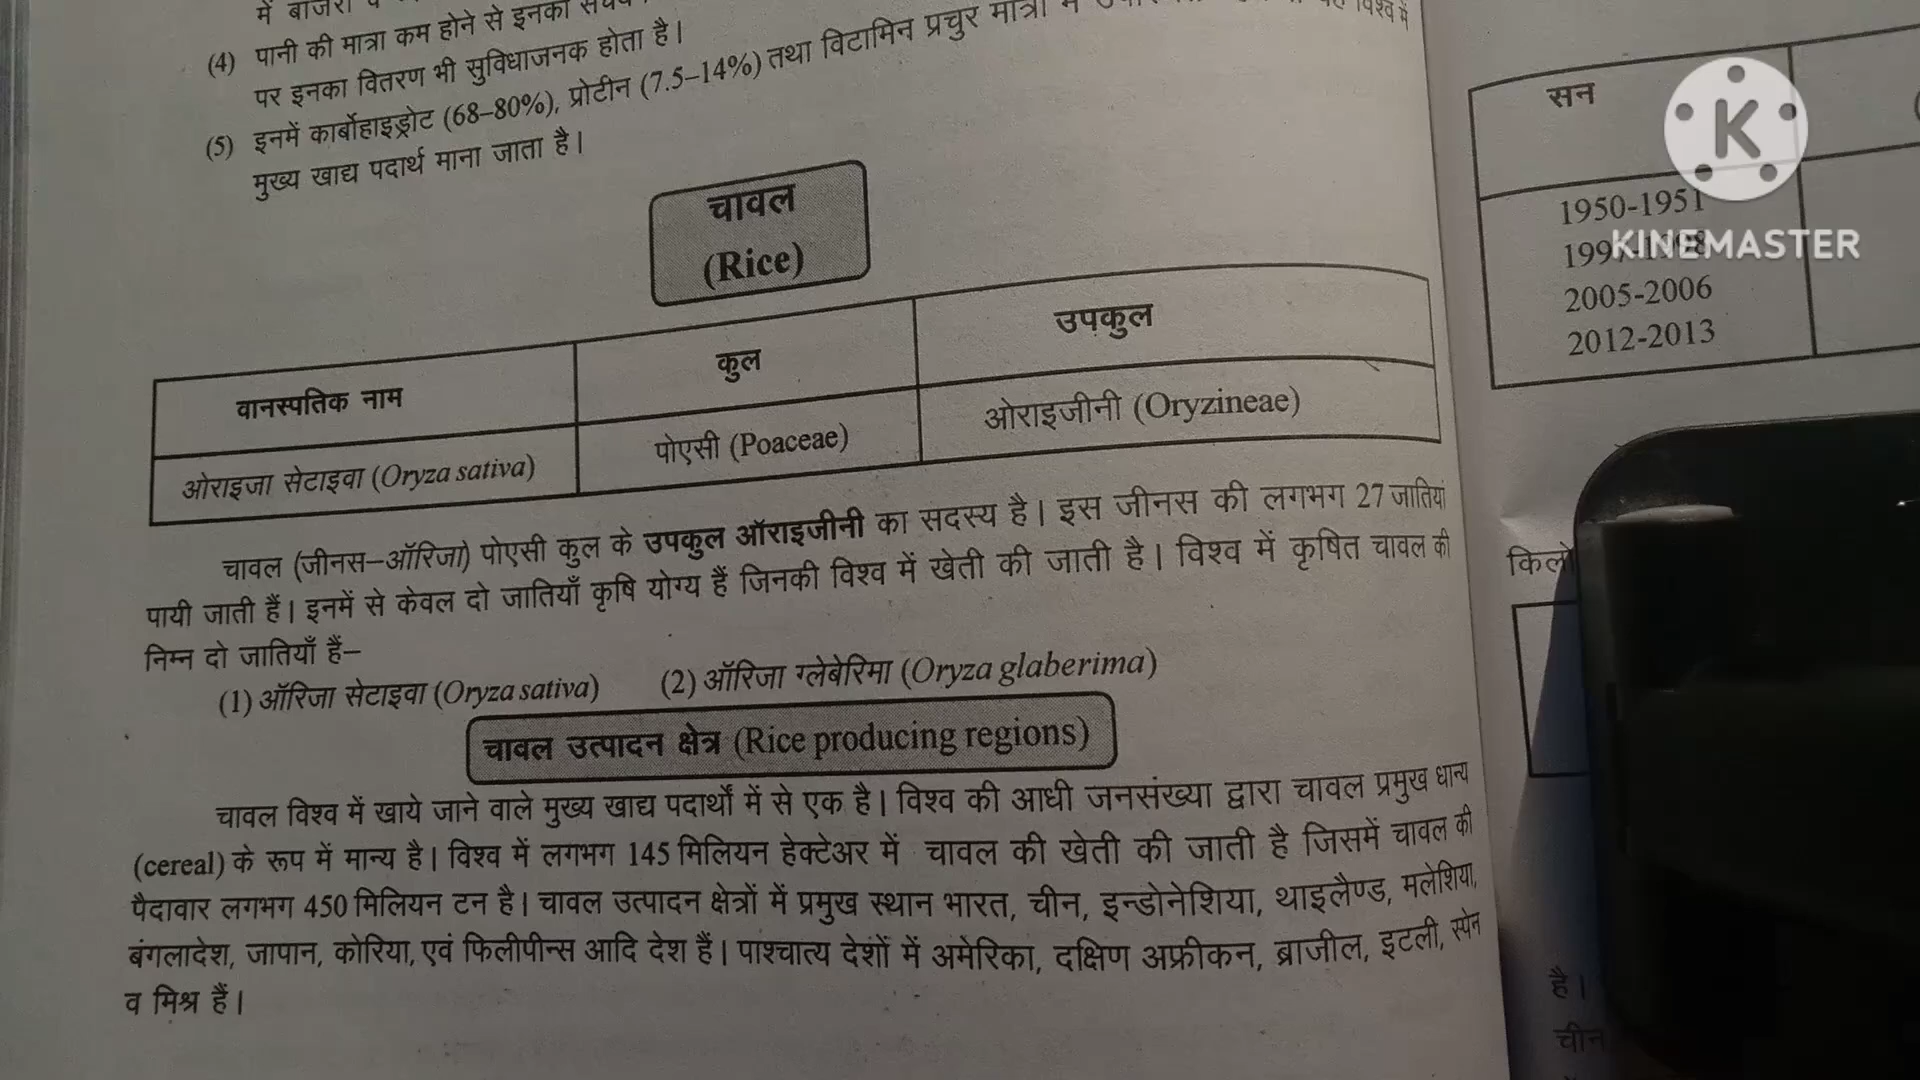 में बाजरा
(4) पानी की मात्रा कम होने से इनका
पर इनका वितरण भी सुविधाजनक होता है।
(5) इनमें कार्बोहाइड्रोट (68–80%), प्रोटीन (7.5–14%) तथा विटामिन प्रचुर मात्रा में विश्व में
मुख्य खाद्य पदार्थ माना जाता है।
चावल
(Rice)
वानस्पतिक नाम कुल उपकुल
ओराइजा सेटाइवा (Oryza sativa) पोएसी (Poaceae) ओराइजीनी (Oryzineae)
चावल (जीनस–ऑरिजा) पोएसी कुल के उपकुल ऑराइजीनी का सदस्य है। इस जीनस की लगभग 27 जातियां
पायी जाती हैं। इनमें से केवल दो जातियाँ कृषि योग्य हैं जिनकी विश्व में खेती की जाती है। विश्व में कृषित चावल की
निम्न दो जातियाँ हैं–
(1) ऑरिजा सेटाइवा (Oryza sativa) (2) ऑरिजा ग्लेबेरिमा (Oryza glaberima)
चावल उत्पादन क्षेत्र (Rice producing regions)
चावल विश्व में खाये जाने वाले मुख्य खाद्य पदार्थों में से एक है। विश्व की आधी जनसंख्या द्वारा चावल प्रमुख धान्य
(cereal) के रूप में मान्य है। विश्व में लगभग 145 मिलियन हेक्टेअर में चावल की खेती की जाती है जिसमें चावल की
पैदावार लगभग 450 मिलियन टन है। चावल उत्पादन क्षेत्रों में प्रमुख स्थान भारत, चीन, इन्डोनेशिया, थाइलैण्ड, मलेशिया,
बंगलादेश, जापान, कोरिया, एवं फिलीपीन्स आदि देश हैं। पाश्चात्य देशों में अमेरिका, दक्षिण अफ्रीकन, ब्राजील, इटली, स्पेन
व मिश्र हैं।
सन
1950-1951
2005-2006
2012-2013
है।
चीन
K
KINEMASTER